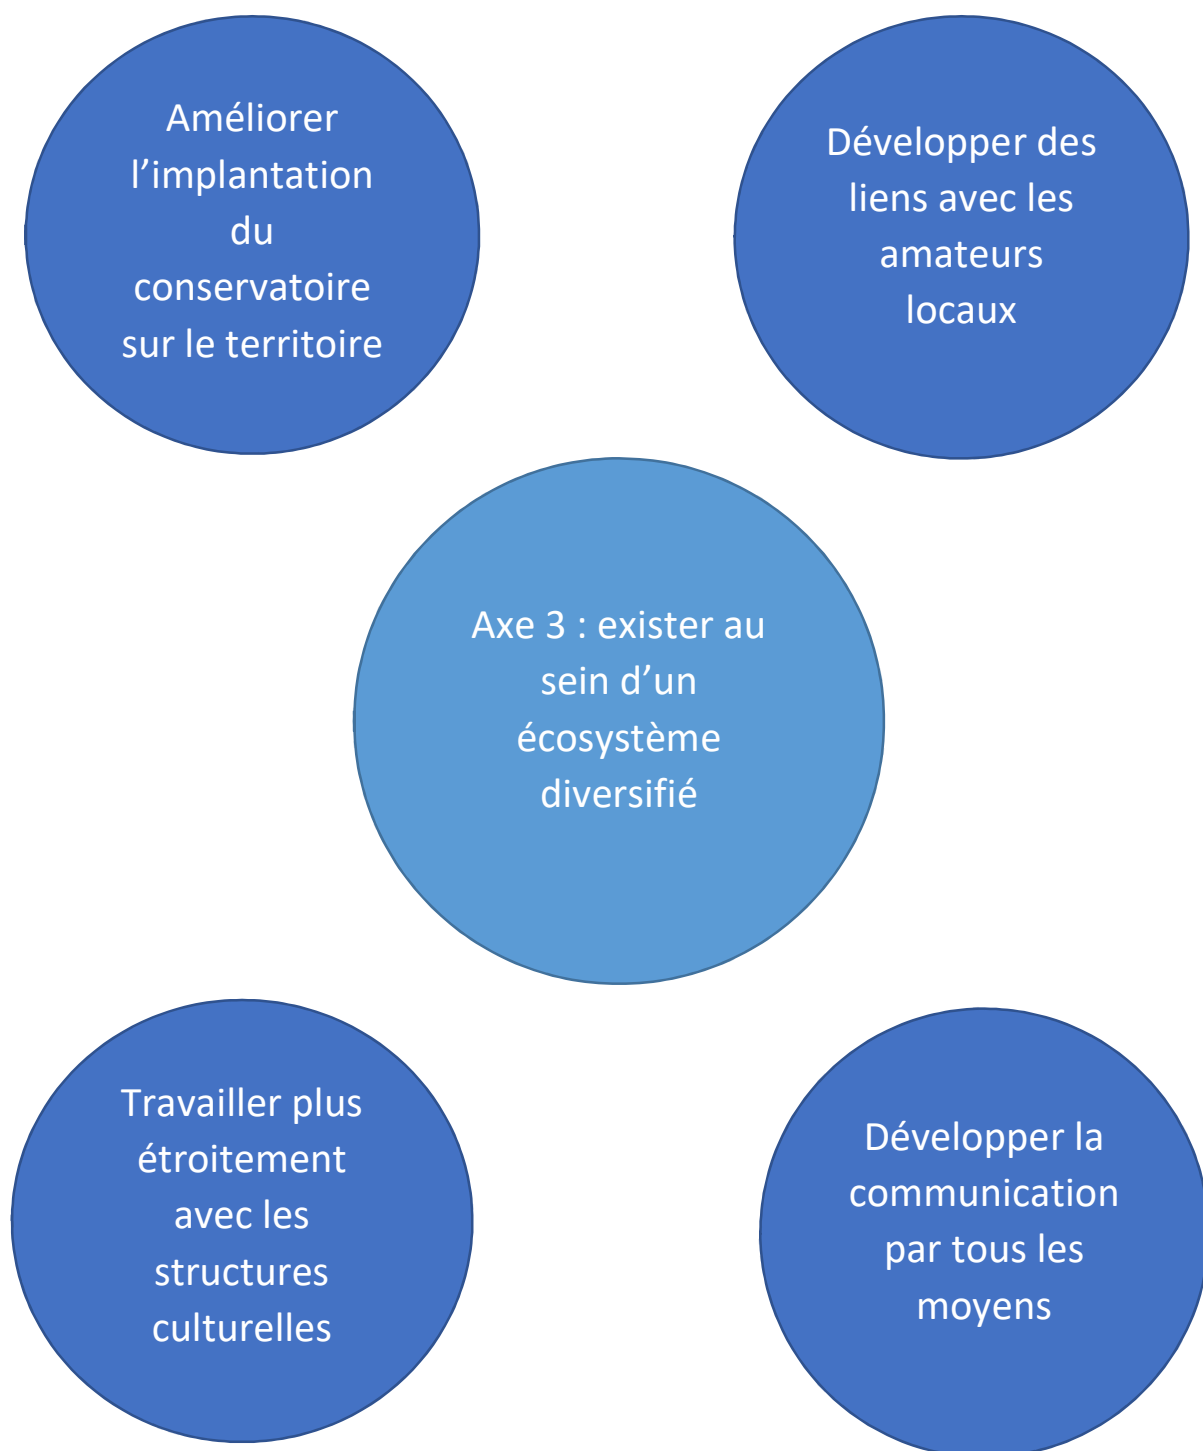 Améliorer
l’implantation
du
conservatoire
sur le territoire
Développer des
liens avec les
amateurs
locaux
Axe 3 : exister au
sein d’un
écosystème
diversifié
Travailler plus
étroitement
avec les
structures
culturelles
Développer la
communication
par tous les
moyens